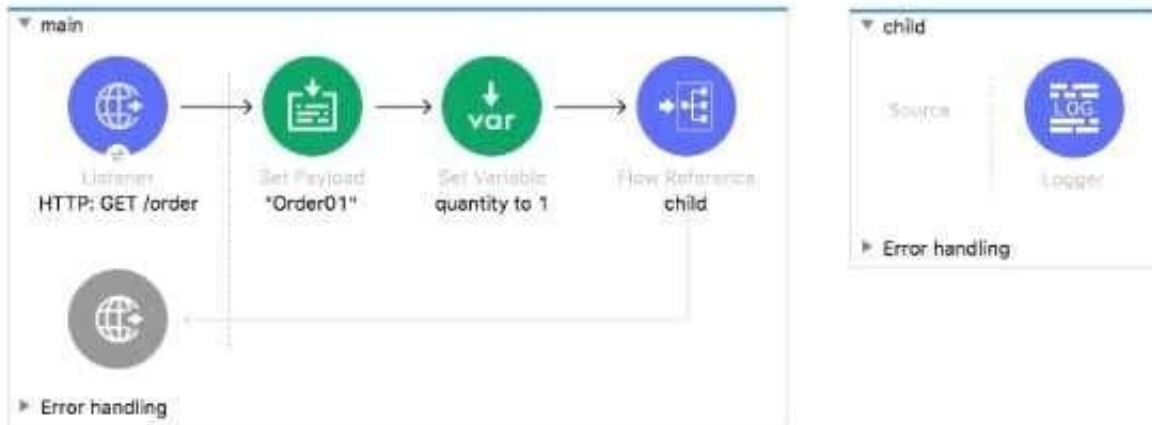 main
Listener
HTTP: GET /order
Set Payload
"Order01"
Set Variable
var
quantity to 1
Flow Reference
child
Error handling
child
Source
LOG
Logger
Error handling